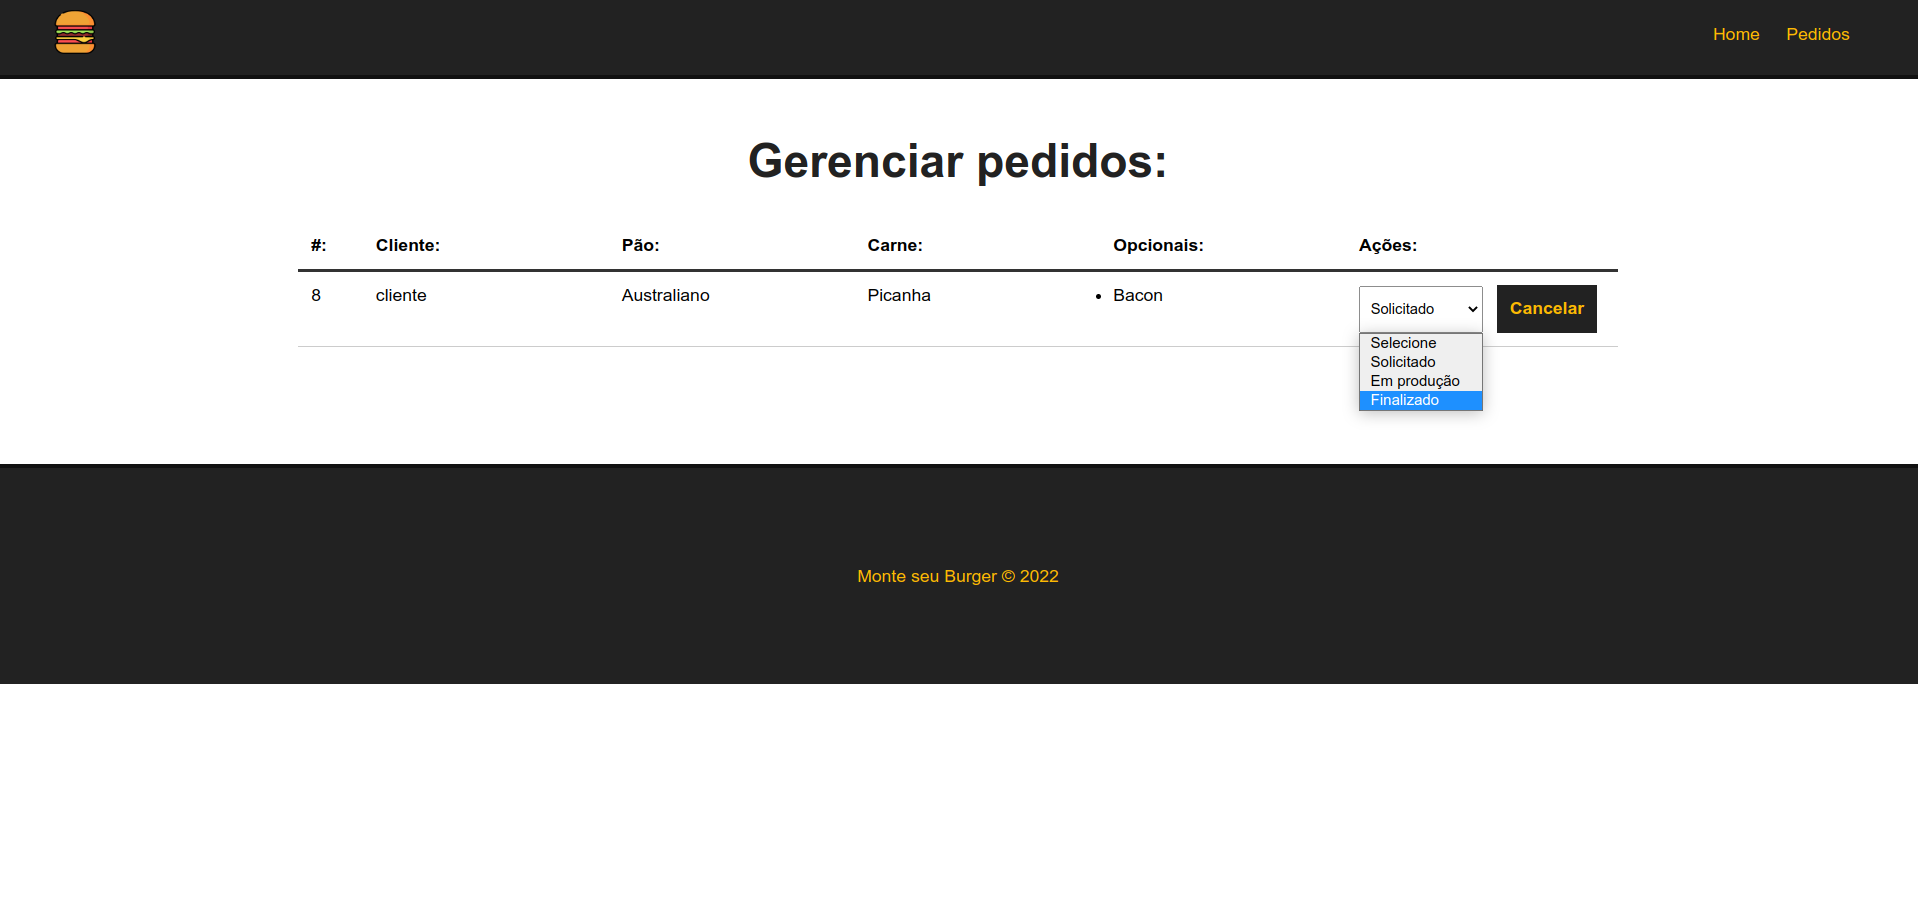 Home Pedidos
Gerenciar pedidos:
#: Cliente: Pão: Carne: Opcionais: Ações:
8 cliente Australiano Picanha • Bacon Solicitado Cancelar
Selecione
Solicitado
Em produção
Finalizado
Monte seu Burger © 2022